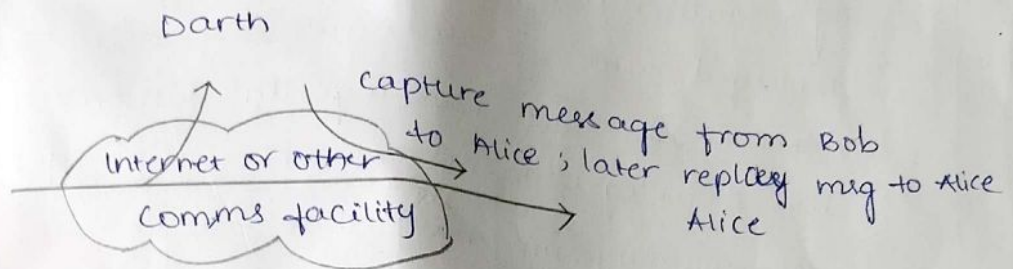 Darth
capture message from Bob
to Alice ; later replay msg to Alice
Internet or other
comms facility
Alice